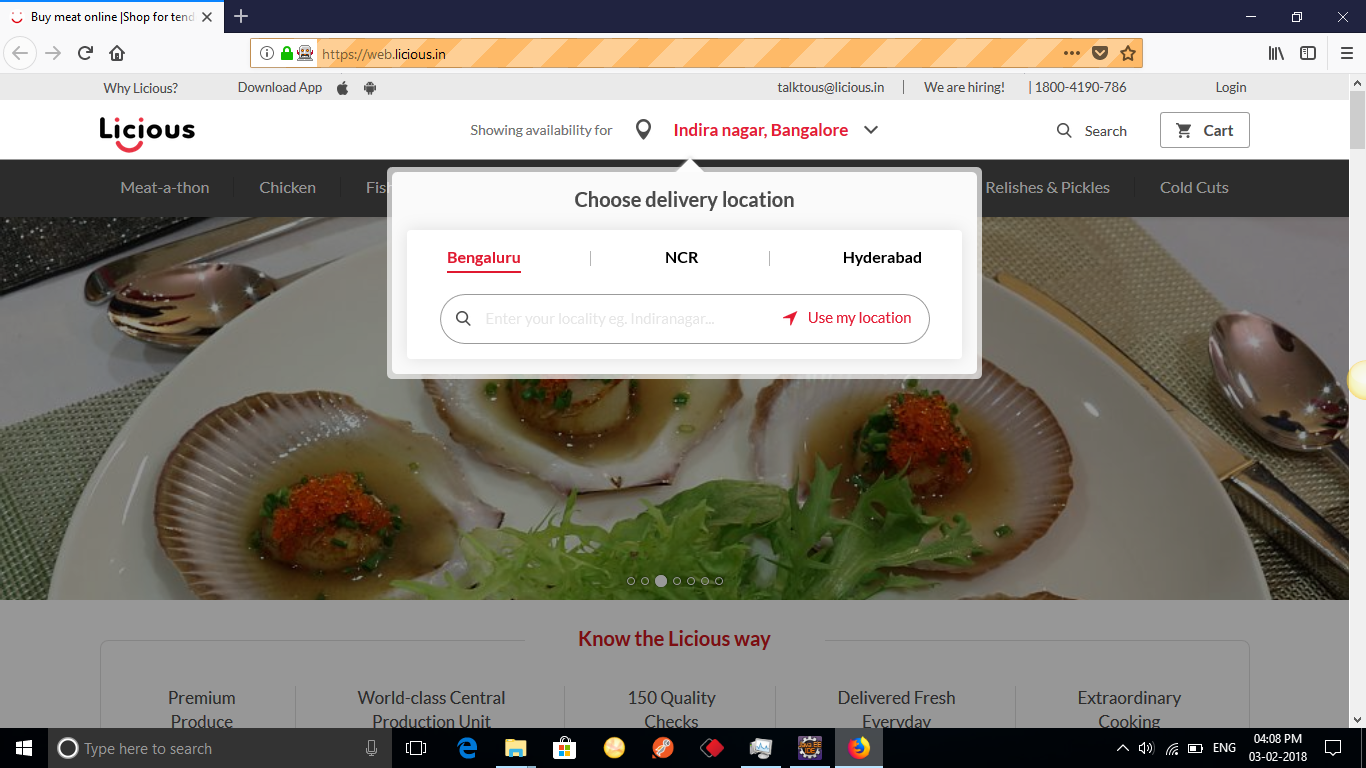 Buy meat online |Shop for tend
https://web.licious.in
Why Licious?
Download App
talktous@licious.in
We are hiring!
| 1800-4190-786
Login
Licious
Showing availability for
Indira nagar, Bangalore
Search
Cart
Meat-a-thon
Chicken
Relishes & Pickles
Cold Cuts
Choose delivery location
Bengaluru
NCR
Hyderabad
Enter your locality eg. Indiranagar...
Use my location
Know the Licious way
Premium
Produce
World-class Central
Production Unit
150 Quality
Checks
Delivered Fresh
Everyday
Extraordinary
Cooking
Type here to search
ENG
04:08 PM
03-02-2018